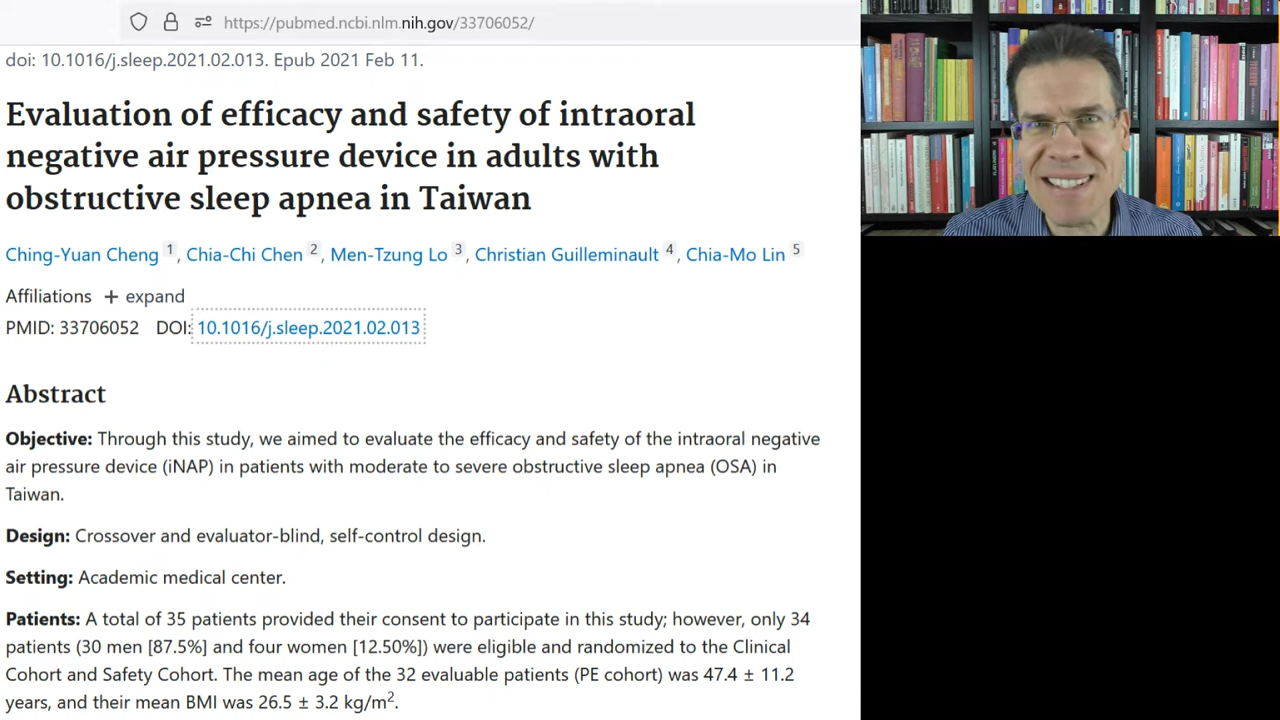 https://pubmed.ncbi.nlm.nih.gov/33706052/
doi: 10.1016/j.sleep.2021.02.013. Epub 2021 Feb 11.
Evaluation of efficacy and safety of intraoral
negative air pressure device in adults with
obstructive sleep apnea in Taiwan
Ching-Yuan Cheng 1, Chia-Chi Chen 2, Men-Tzung Lo 3, Christian Guilleminault 4, Chia-Mo Lin 5
Affiliations + expand
PMID: 33706052 DOI: 10.1016/j.sleep.2021.02.013
Abstract
Objective: Through this study, we aimed to evaluate the efficacy and safety of the intraoral negative
air pressure device (iNAP) in patients with moderate to severe obstructive sleep apnea (OSA) in
Taiwan.
Design: Crossover and evaluator-blind, self-control design.
Setting: Academic medical center.
Patients: A total of 35 patients provided their consent to participate in this study; however, only 34
patients (30 men [87.5%] and four women [12.50%]) were eligible and randomized to the Clinical
Cohort and Safety Cohort. The mean age of the 32 evaluable patients (PE cohort) was 47.4 ± 11.2
years, and their mean BMI was 26.5 ± 3.2 kg/m².